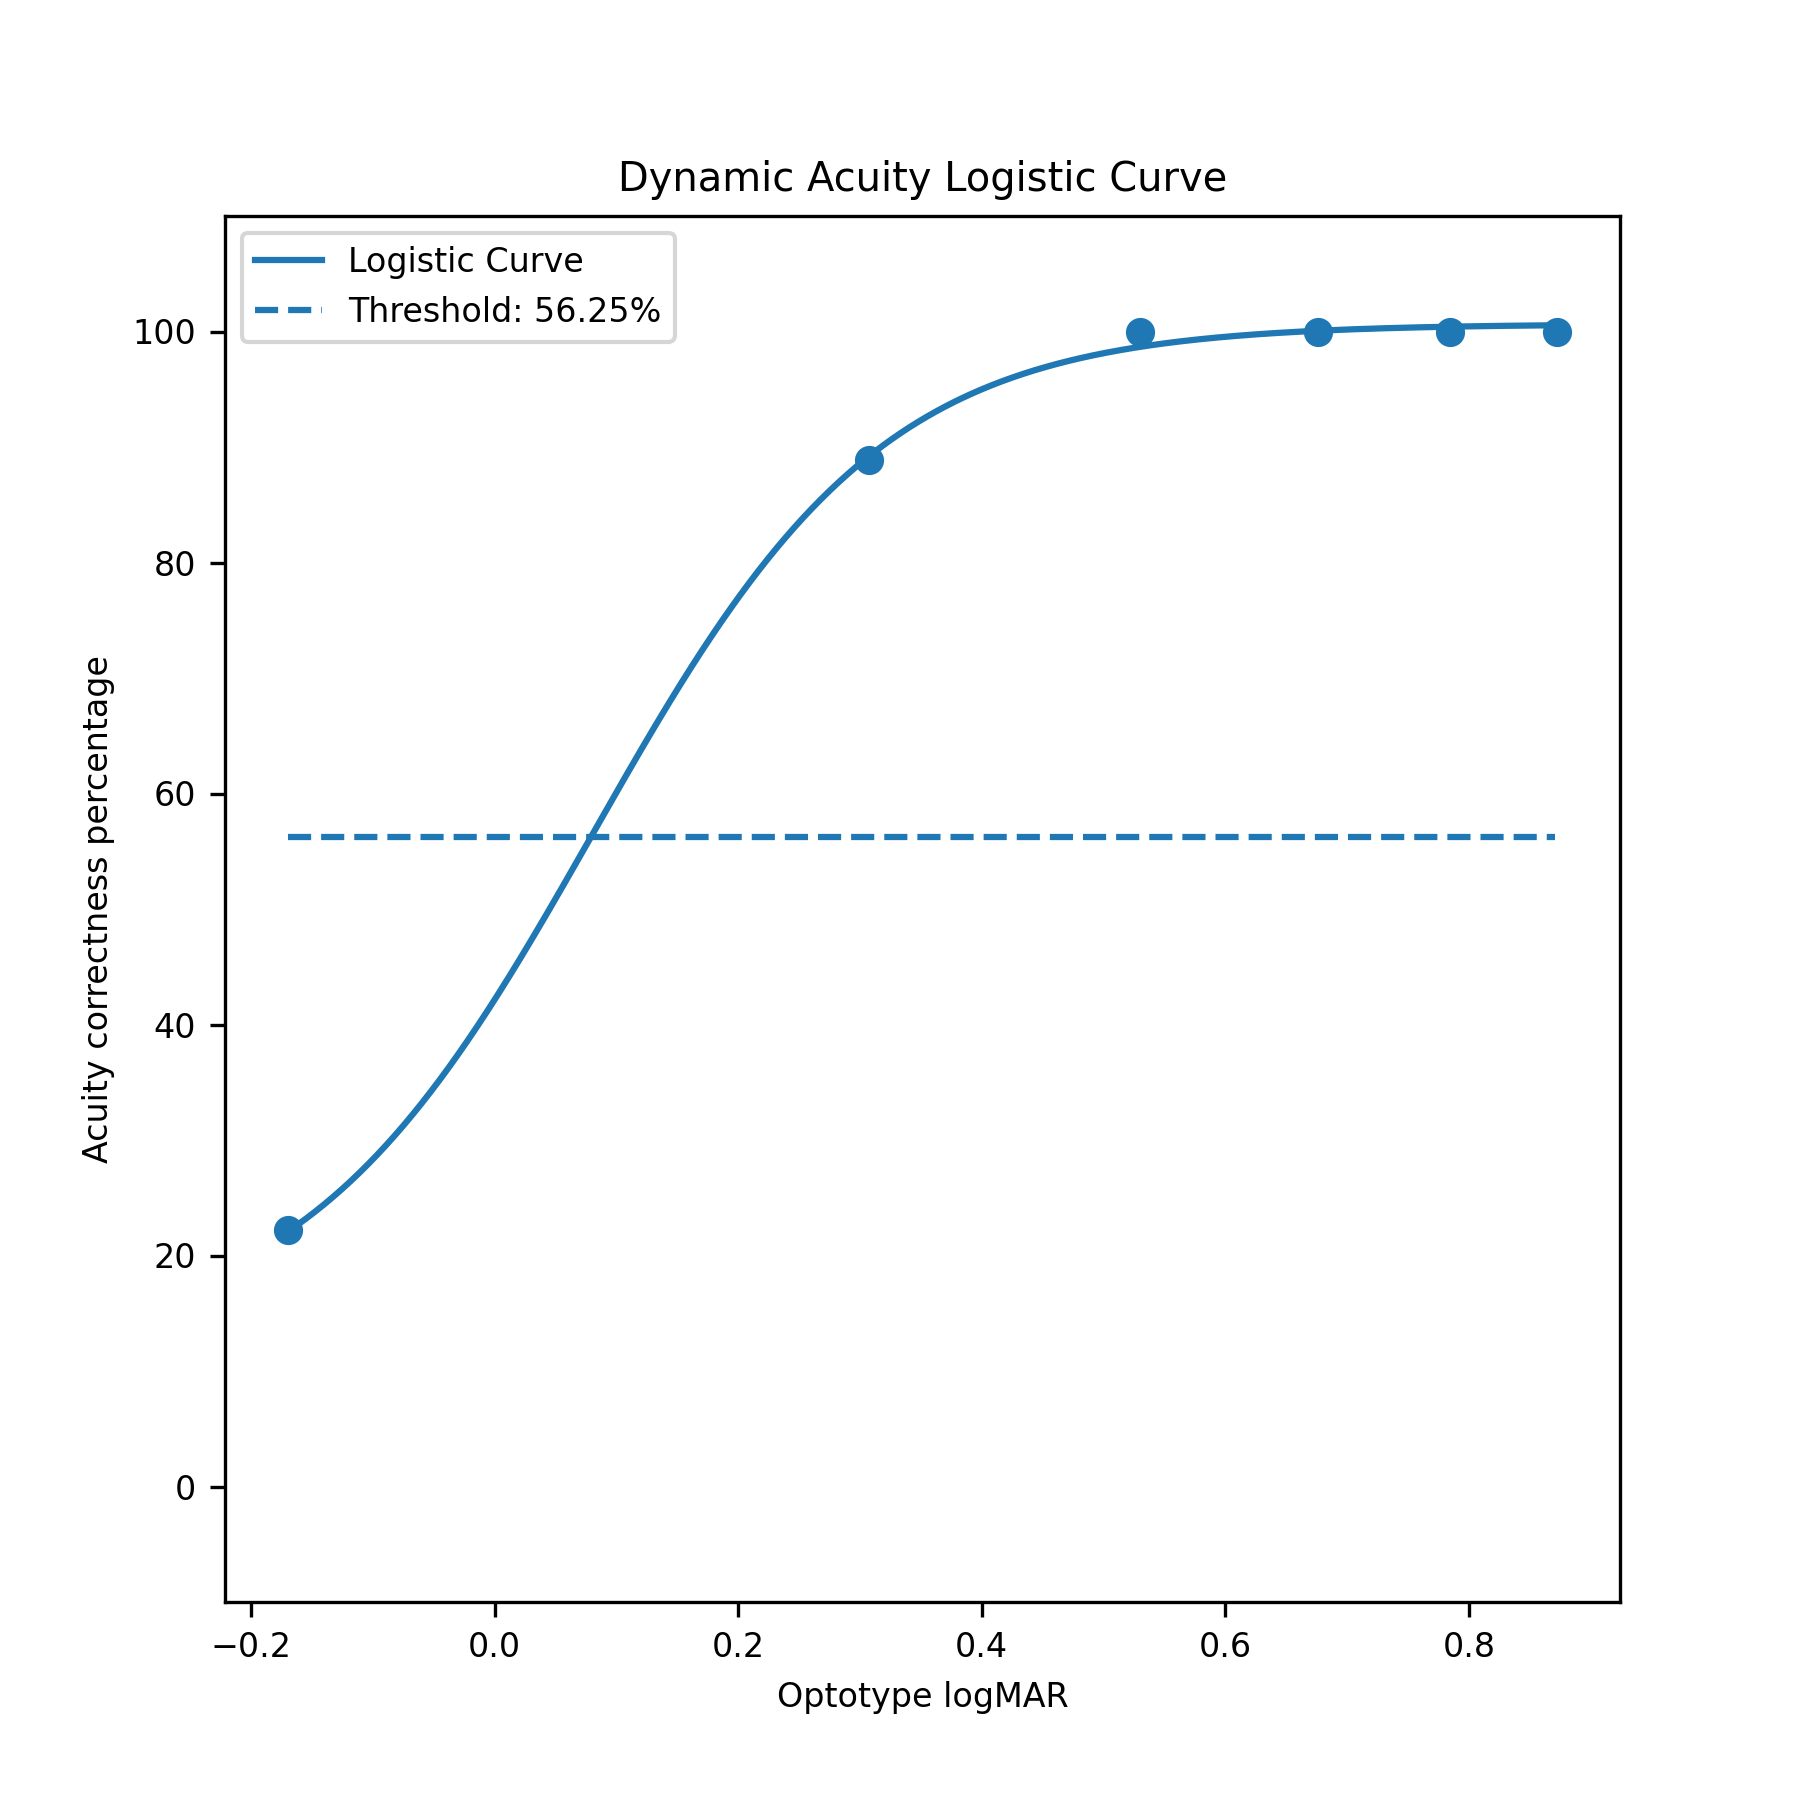 Dynamic Acuity Logistic Curve
Logistic Curve
Threshold: 56.25%
100
80
60
40
20
0
Acuity correctness percentage
−0.2 0.0 0.2 0.4 0.6 0.8
Optotype logMAR